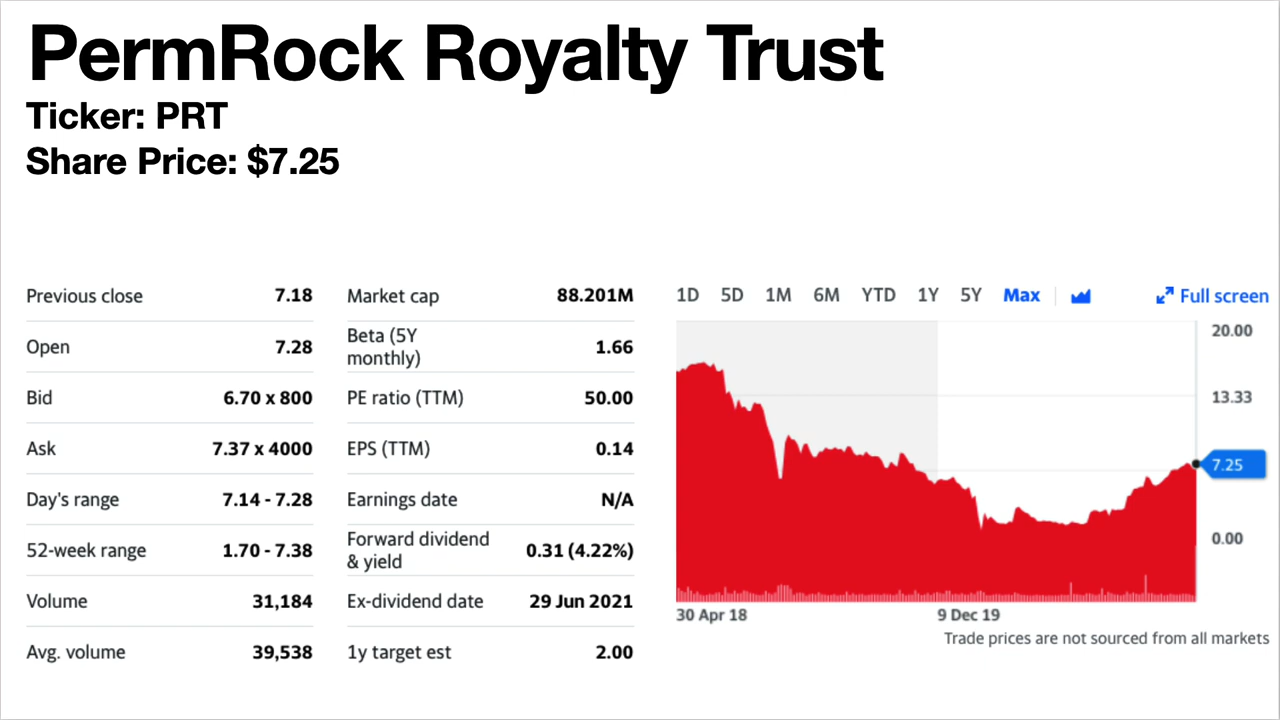 PermRock Royalty Trust
Ticker: PRT
Share Price: $7.25
Previous close 7.18
Open 7.28
Bid 6.70 x 800
Ask 7.37 x 4000
Day's range 7.14 - 7.28
52-week range 1.70 - 7.38
Volume 31,184
Avg. volume 39,538
Market cap 88.201M
Beta (5Y
monthly) 1.66
PE ratio (TTM) 50.00
EPS (TTM) 0.14
Earnings date N/A
Forward dividend
& yield 0.31 (4.22%)
Ex-dividend date 29 Jun 2021
1y target est 2.00
1D 5D 1M 6M YTD 1Y 5Y Max Full screen
20.00
13.33
7.25
0.00
30 Apr 18 9 Dec 19
Trade prices are not sourced from all markets